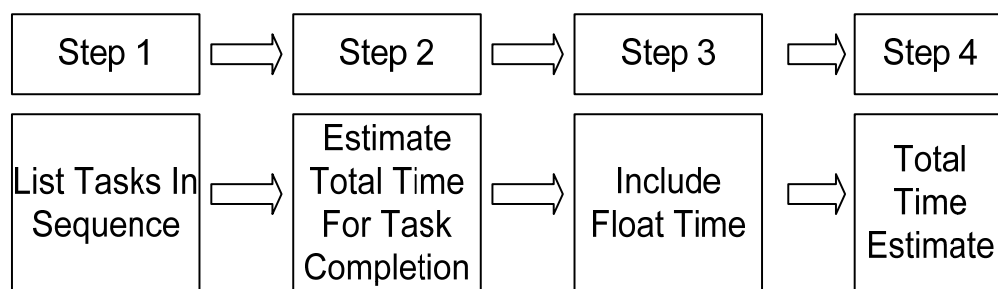 Step 1
Step 2
Step 3
Step 4
List Tasks In
Sequence
Estimate
Total Time
For Task
Completion
Include
Float Time
Total
Time
Estimate